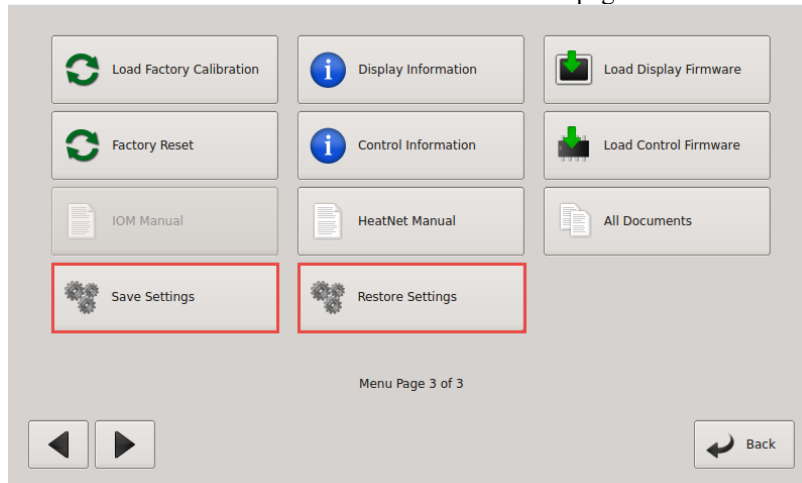 pag
Load Factory Calibration
Display Information
Load Display Firmware
Factory Reset
Control Information
Load Control Firmware
IOM Manual
HeatNet Manual
All Documents
Save Settings
Restore Settings
Menu Page 3 of 3
Back